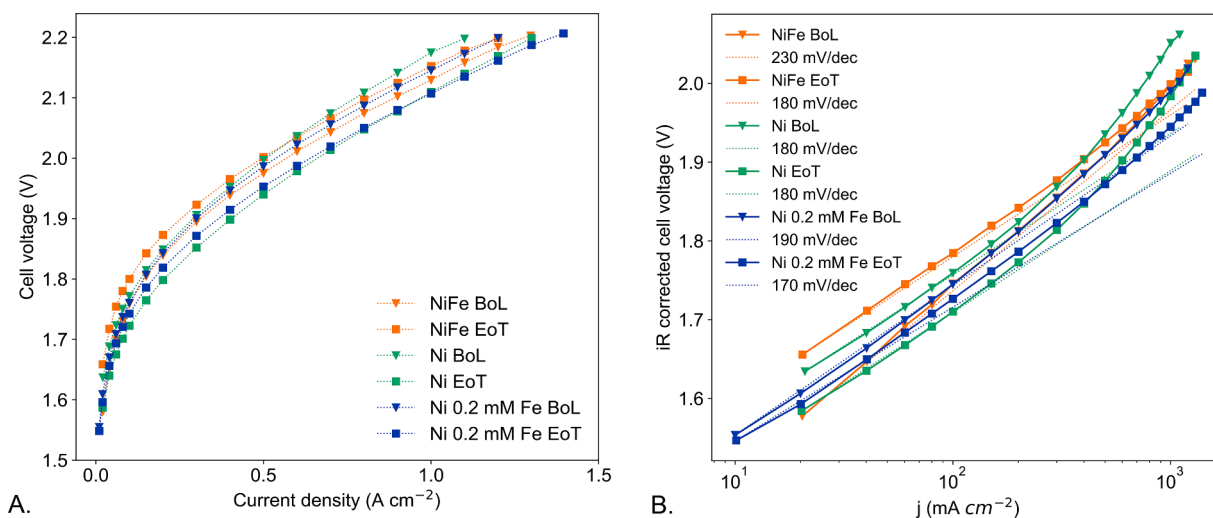 2.2
2.1
2.0
1.9
1.8
1.7
1.6
1.5
Cell voltage (V)
NiFe BoL
NiFe EoT
Ni BoL
Ni EoT
Ni 0.2 mM Fe BoL
Ni 0.2 mM Fe EoT
0.0
0.5
1.0
1.5
Current density (A cm⁻²)
A.
NiFe BoL
230 mV/dec
NiFe EoT
180 mV/dec
Ni BoL
180 mV/dec
Ni EoT
180 mV/dec
Ni 0.2 mM Fe BoL
190 mV/dec
Ni 0.2 mM Fe EoT
170 mV/dec
2.0
1.9
1.8
1.7
1.6
iR corrected cell voltage (V)
10¹
10²
10³
j (mA cm⁻²)
B.